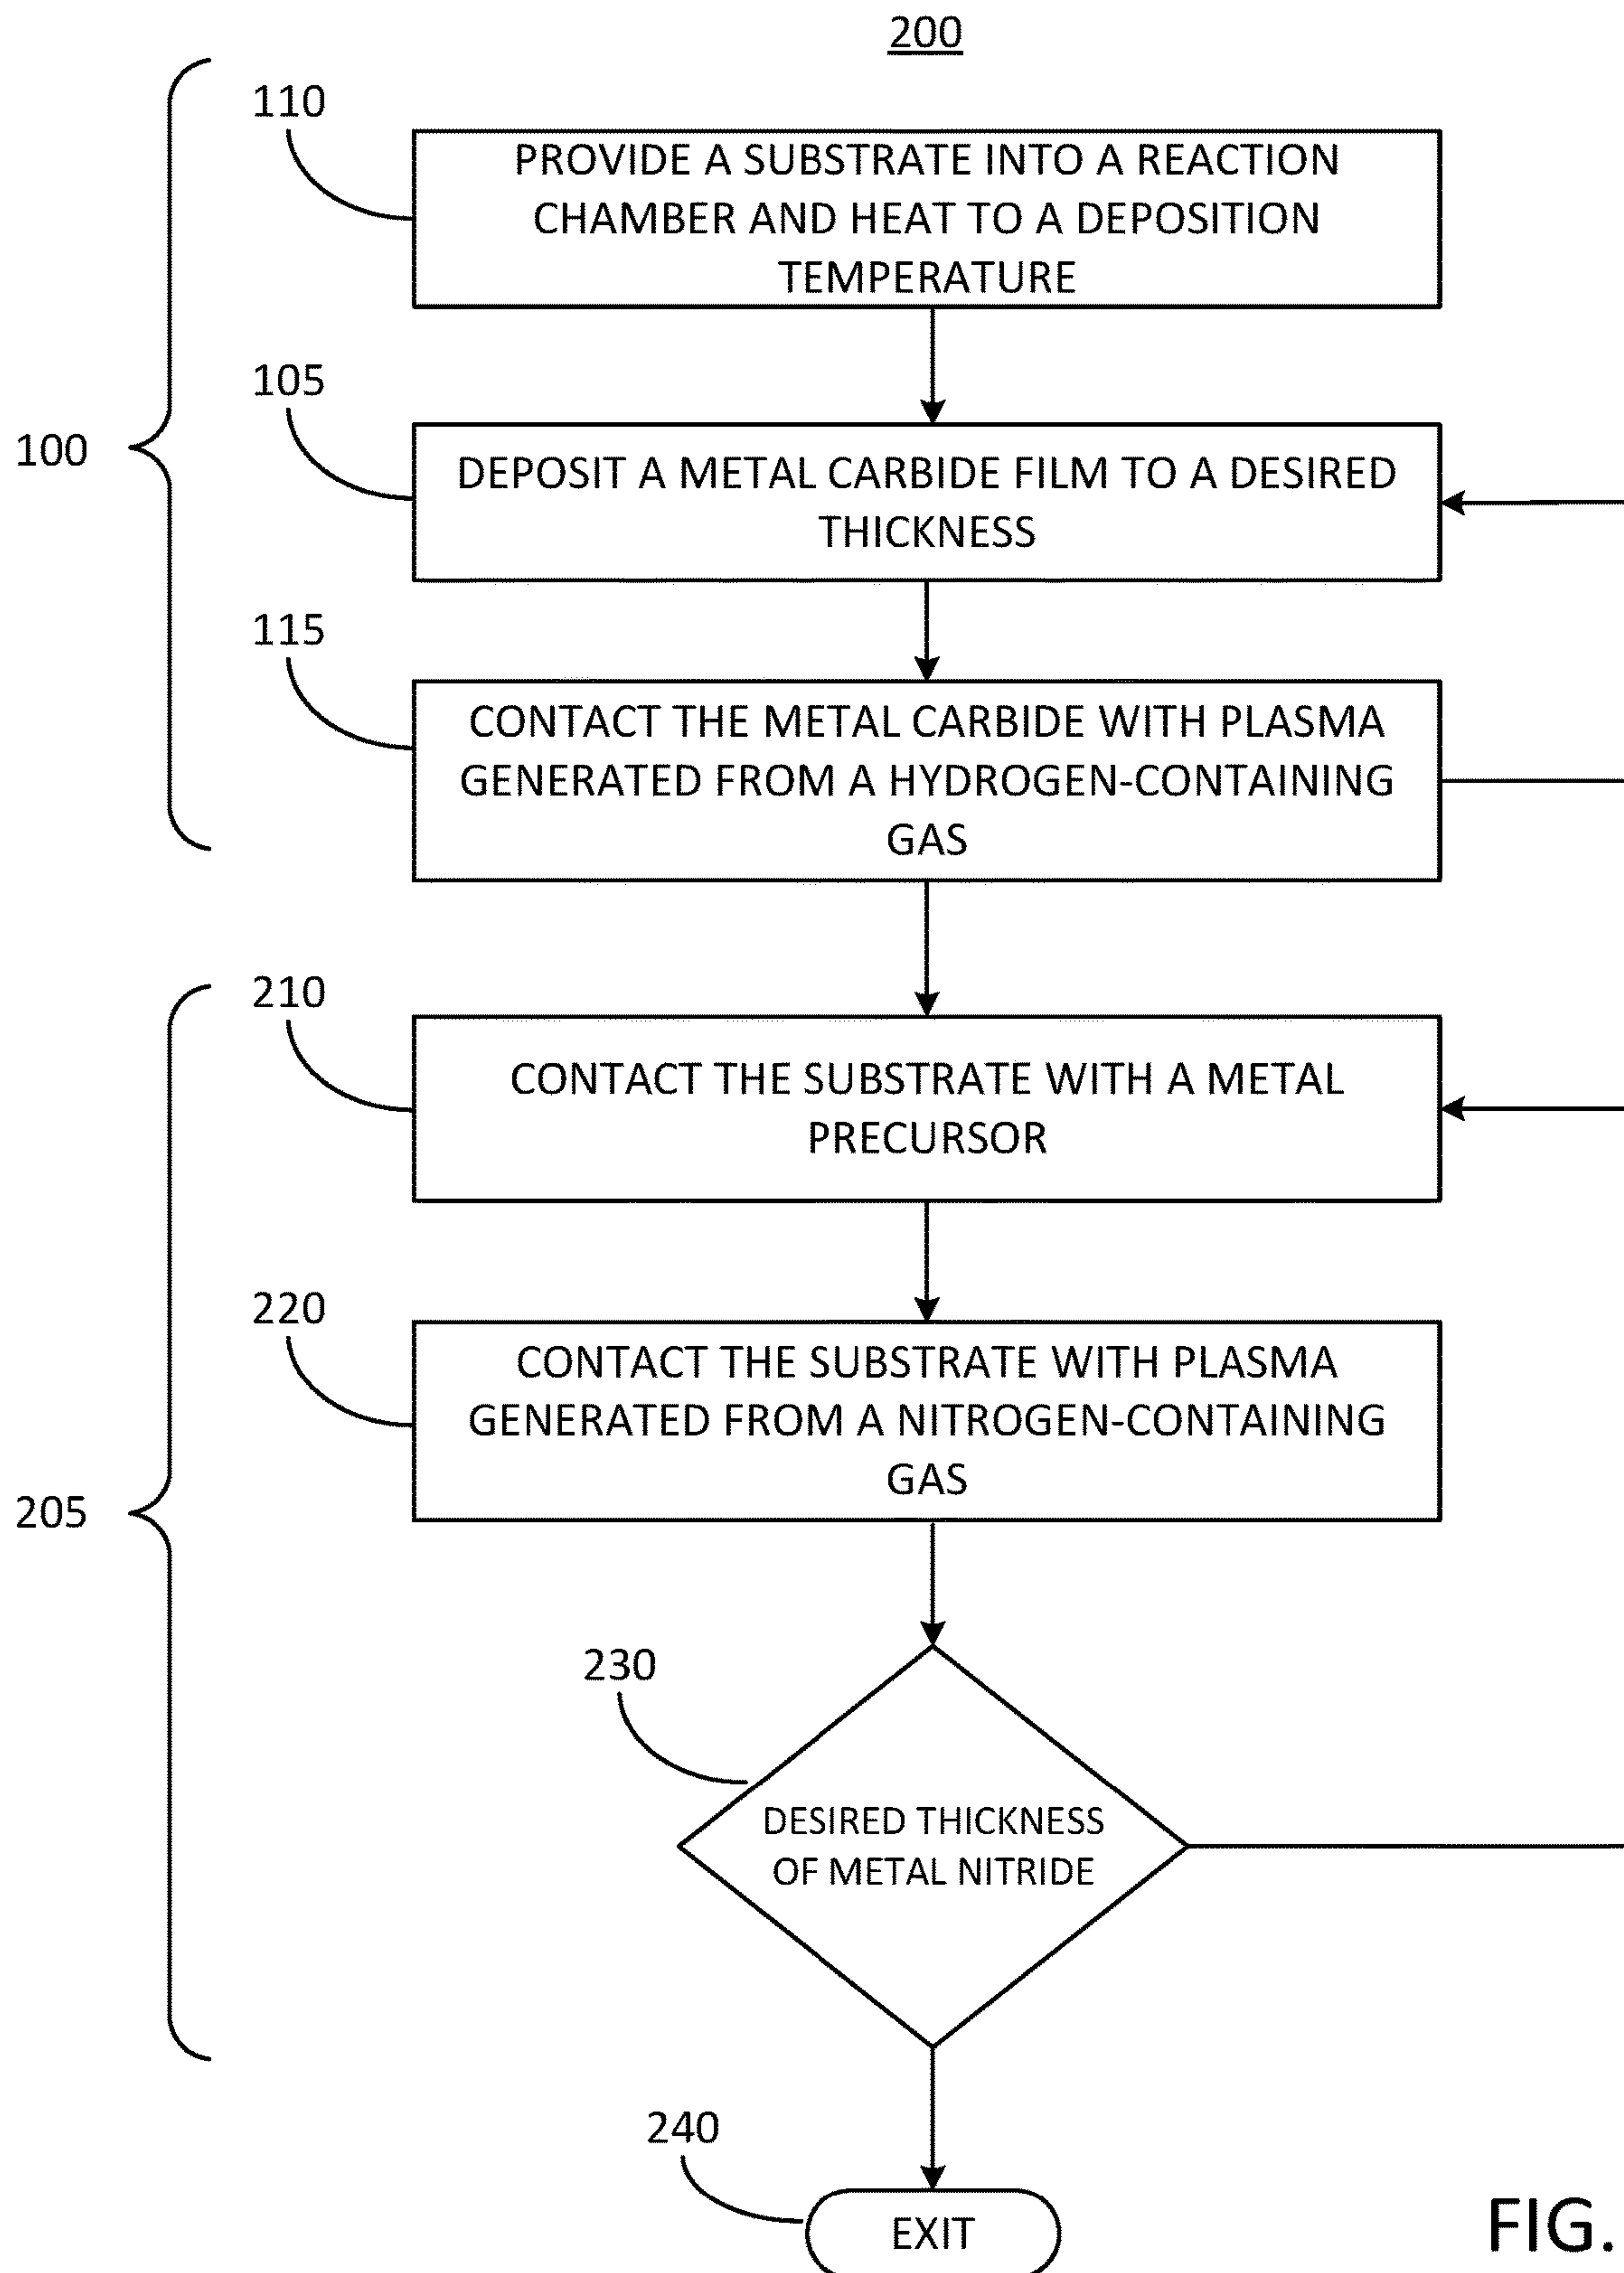 200
110
PROVIDE A SUBSTRATE INTO A REACTION
CHAMBER AND HEAT TO A DEPOSITION
TEMPERATURE
105
100
DEPOSIT A METAL CARBIDE FILM TO A DESIRED
THICKNESS
115
CONTACT THE METAL CARBIDE WITH PLASMA
GENERATED FROM A HYDROGEN-CONTAINING
GAS
210
CONTACT THE SUBSTRATE WITH A METAL
PRECURSOR
220
CONTACT THE SUBSTRATE WITH PLASMA
GENERATED FROM A NITROGEN-CONTAINING
GAS
205
230
DESIRED THICKNESS
OF METAL NITRIDE
240
EXIT
FIG.